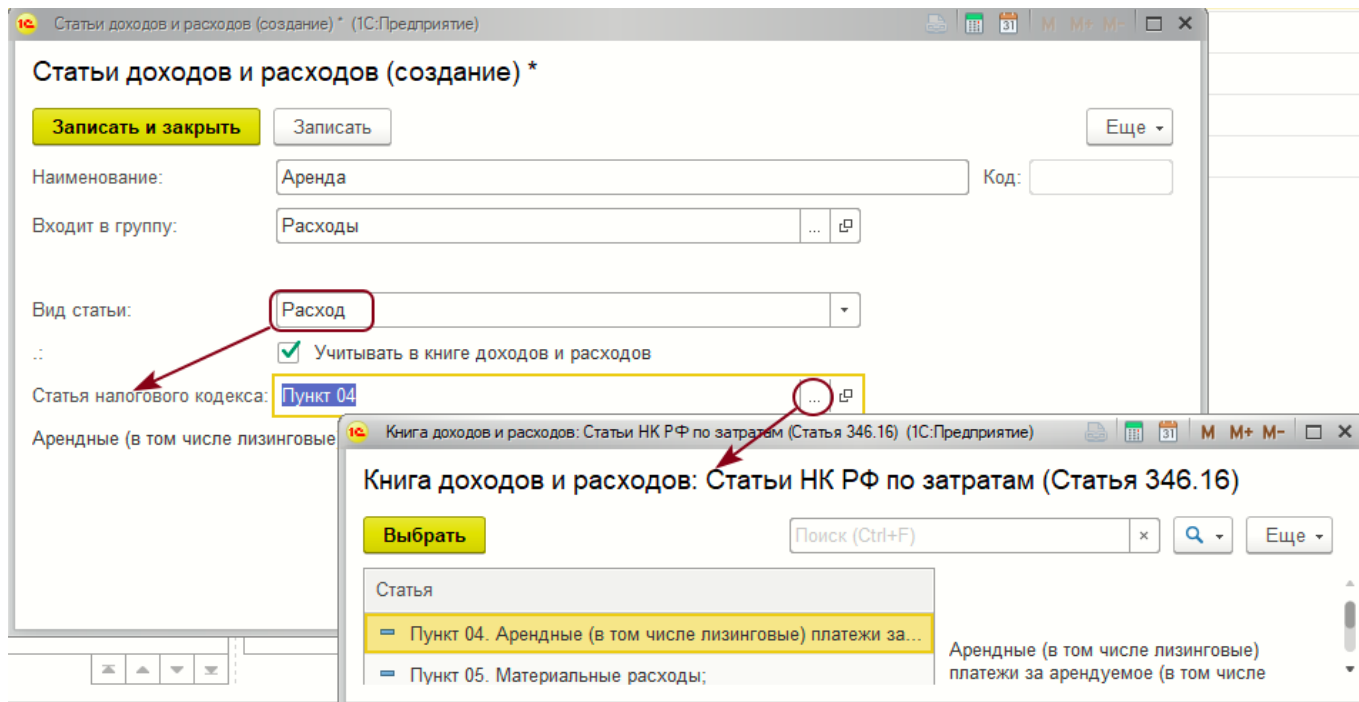 Статьи доходов и расходов (создание) * (1С:Предприятие)
31 M M+ M-
Статьи доходов и расходов (создание) *
Записать и закрыть Записать Еще
Наименование: Аренда Код:
Входит в группу: Расходы ...
Вид статьи: Расход
.: Учитывать в книге доходов и расходов
Статья налогового кодекса: Пункт 04 ...
Арендные (в том числе лизинговые
Книга доходов и расходов: Статьи НК РФ по затратам (Статья 346.16) (1С:Предприятие)
31 M M+ M-
Книга доходов и расходов: Статьи НК РФ по затратам (Статья 346.16)
Выбрать Поиск (Ctrl+F) × Еще
Статья
Пункт 04. Арендные (в том числе лизинговые) платежи за...
Пункт 05. Материальные расходы;
Арендные (в том числе лизинговые)
платежи за арендуемое (в том числе